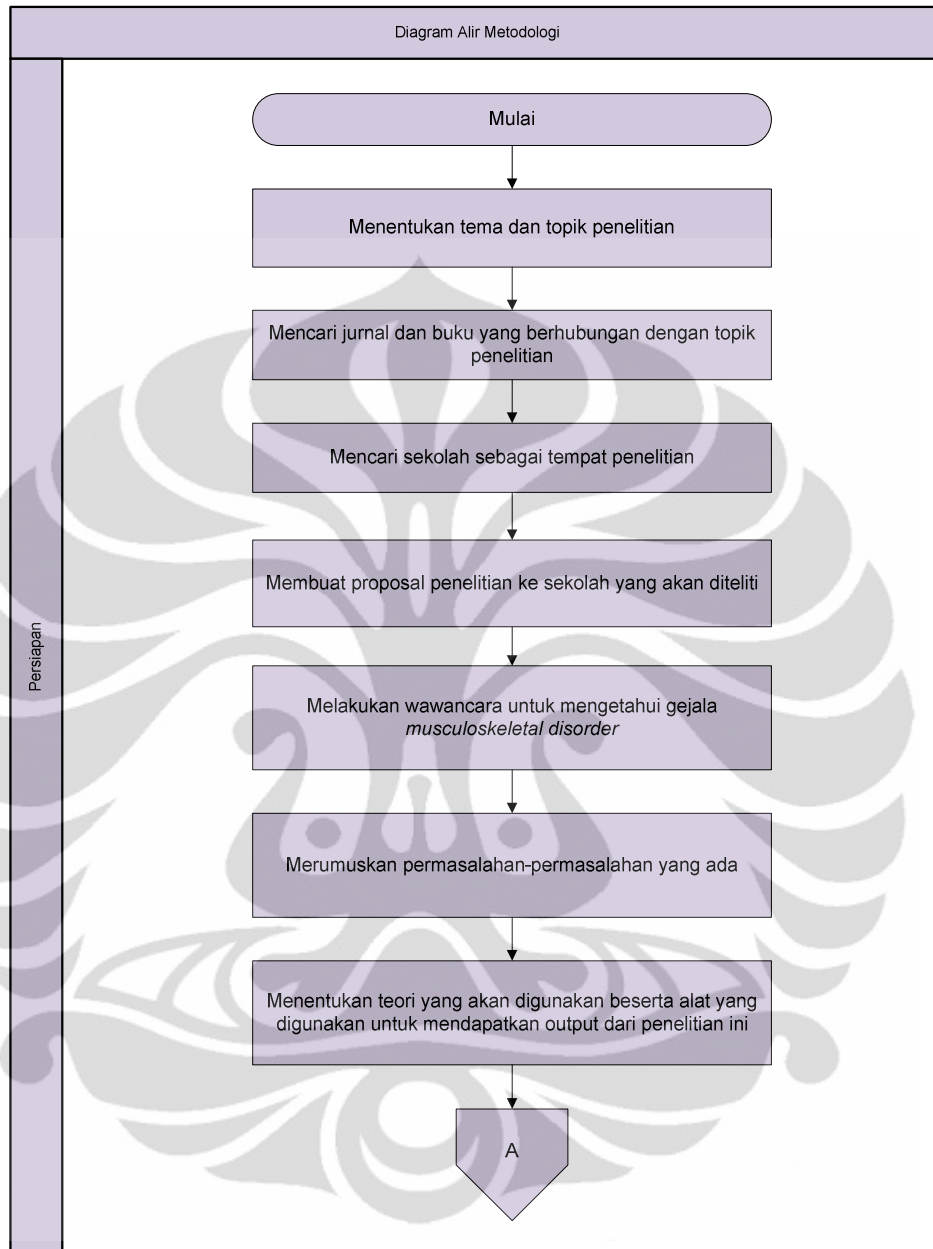 Diagram Alir Metodologi
Persiapan
Mulai
Menentukan tema dan topik penelitian
Mencari jurnal dan buku yang berhubungan dengan topik
penelitian
Mencari sekolah sebagai tempat penelitian
Membuat proposal penelitian ke sekolah yang akan diteliti
Melakukan wawancara untuk mengetahui gejala
musculoskeletal disorder
Merumuskan permasalahan-permasalahan yang ada
Menentukan teori yang akan digunakan beserta alat yang
digunakan untuk mendapatkan output dari penelitian ini
A